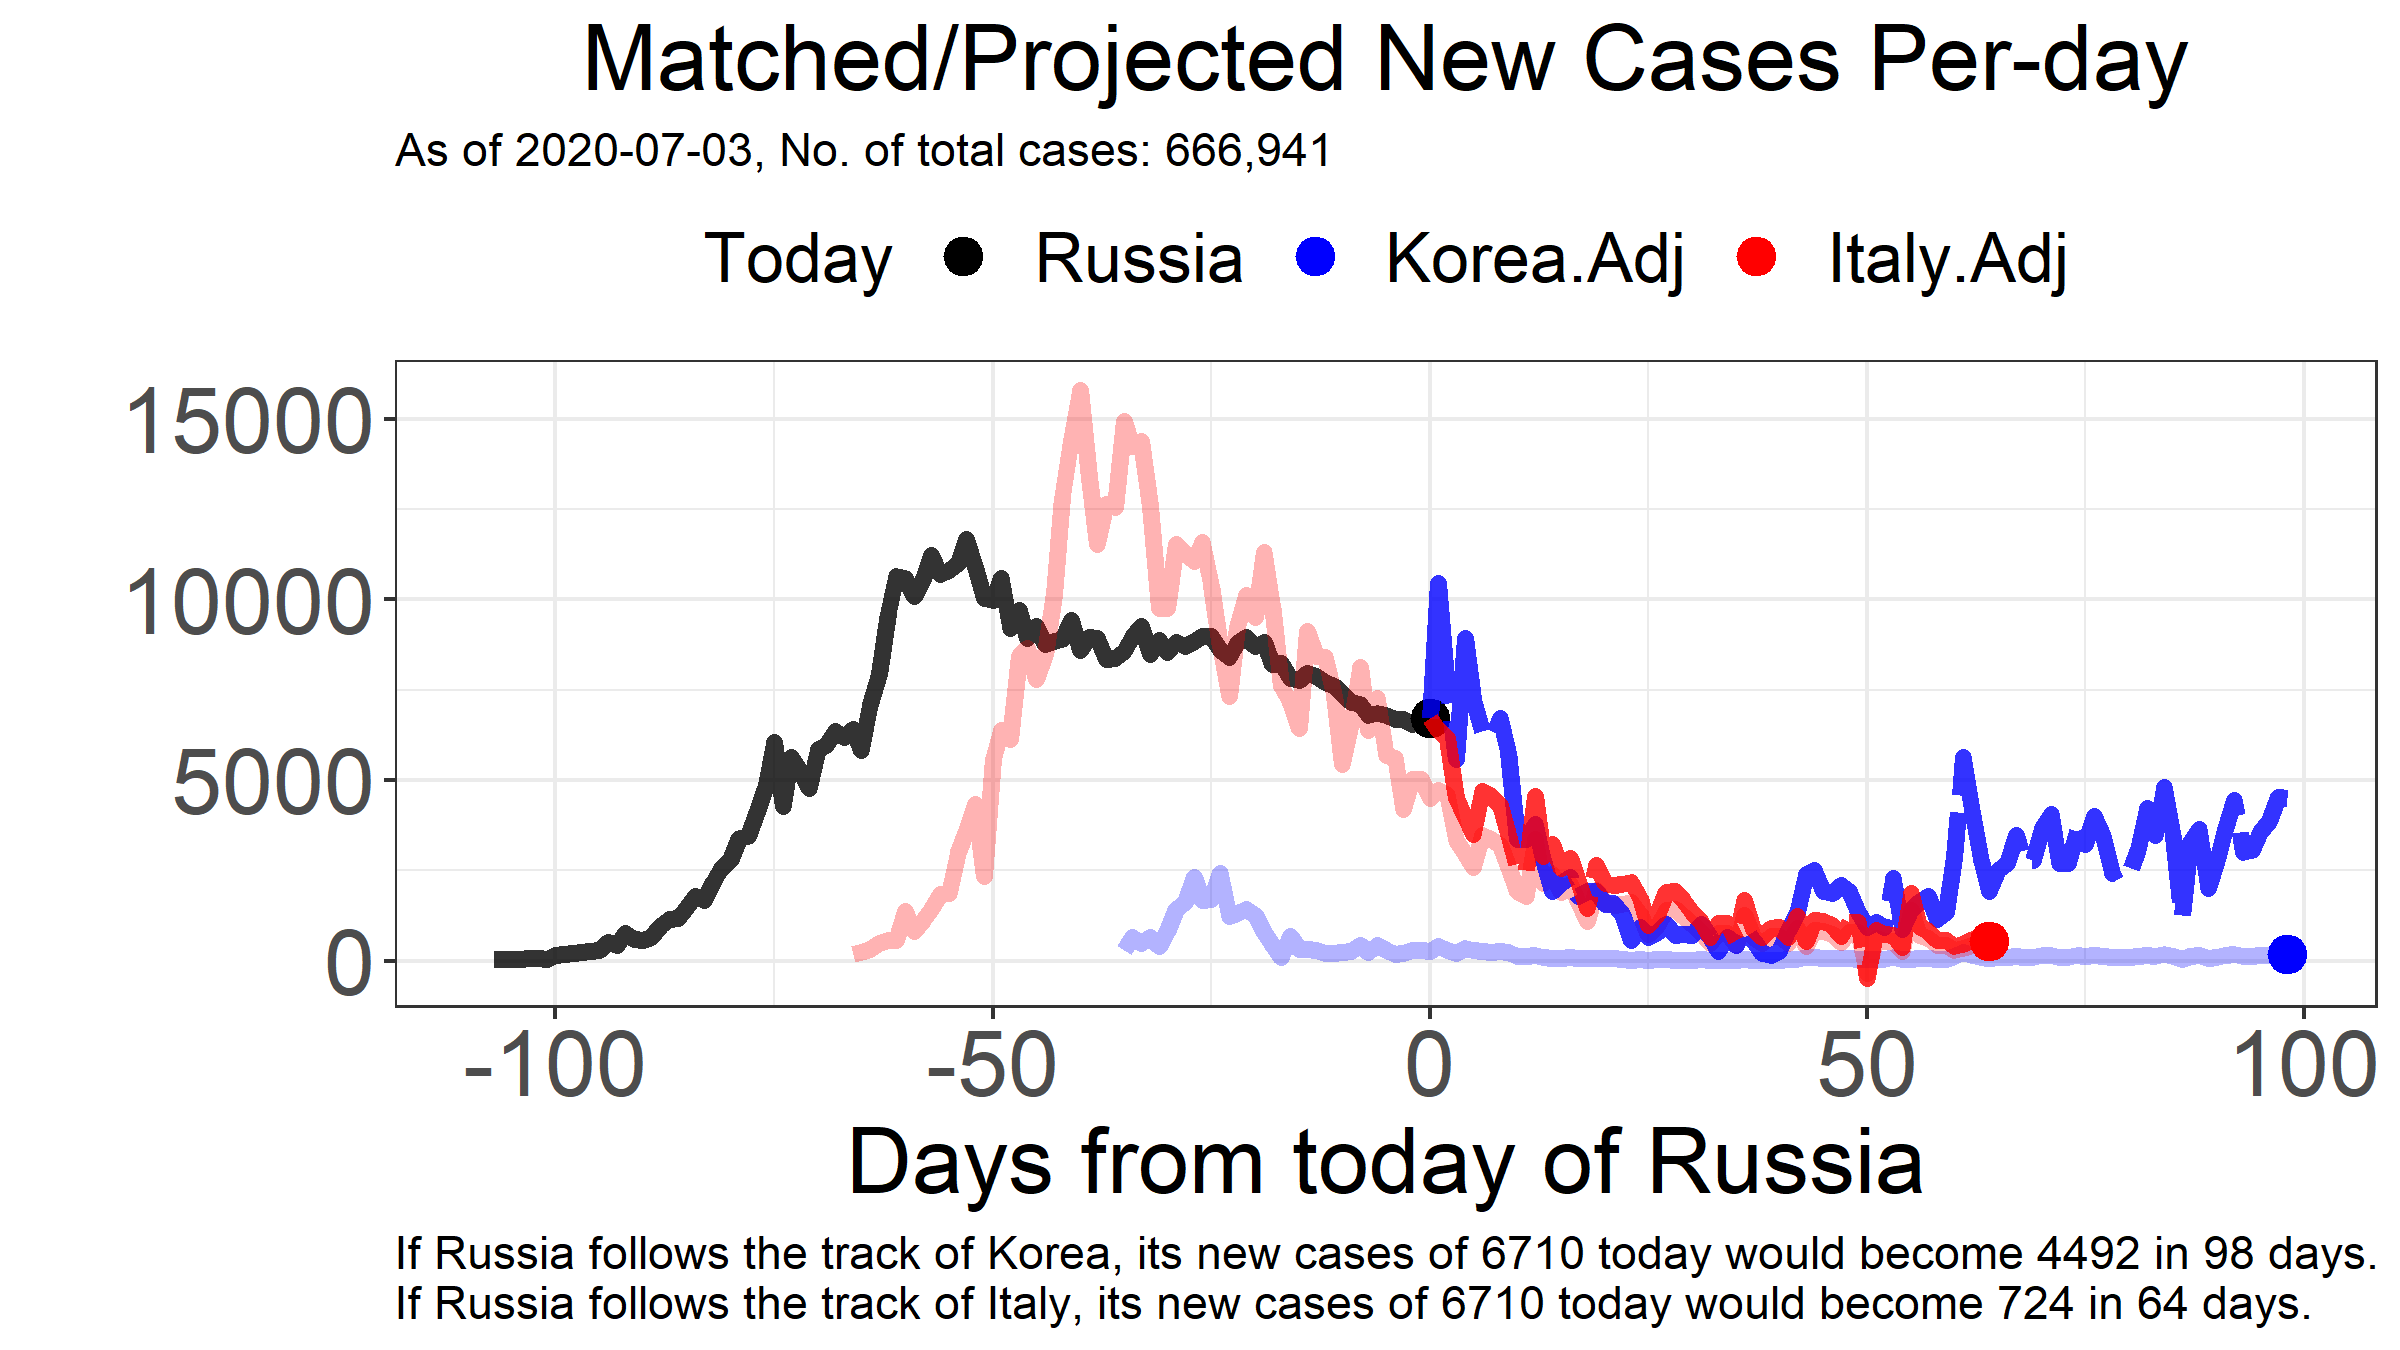 Matched/Projected New Cases Per-day
As of 2020-07-03, No. of total cases: 666,941
Today Russia Korea.Adj Italy.Adj
15000
10000
5000
0
-100 -50 0 50 100
Days from today of Russia
If Russia follows the track of Korea, its new cases of 6710 today would become 4492 in 98 days.
If Russia follows the track of Italy, its new cases of 6710 today would become 724 in 64 days.